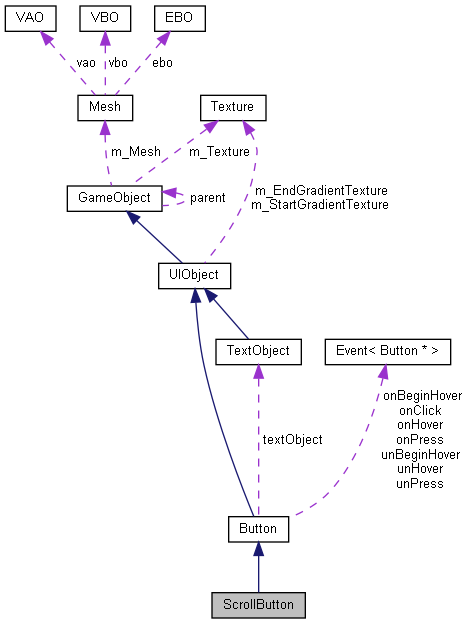 VAO
VBO
EBO
vao
vbo
ebo
Mesh
Texture
m_Mesh
m_Texture
GameObject
parent
m_EndGradientTexture
m_StartGradientTexture
UIObject
TextObject
Event< Button * >
textObject
onBeginHover
onClick
onHover
onPress
unBeginHover
unHover
unPress
Button
ScrollButton